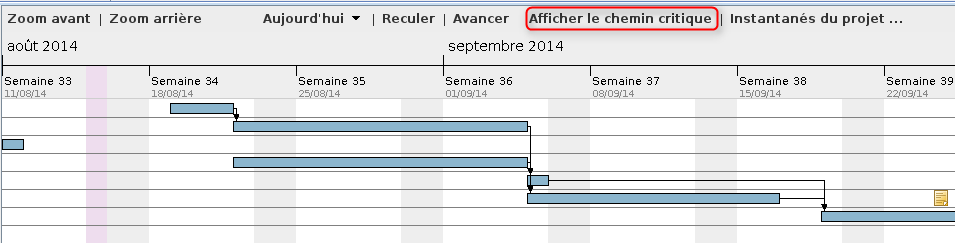 Zoom avant | Zoom arrière Aujourd'hui | Reculer | Avancer Afficher le chemin critique | Instantanés du projet ...
août 2014 septembre 2014
Semaine 33 Semaine 34 Semaine 35 Semaine 36 Semaine 37 Semaine 38 Semaine 39
11/08/14 18/08/14 25/08/14 01/09/14 08/09/14 15/09/14 22/09/14